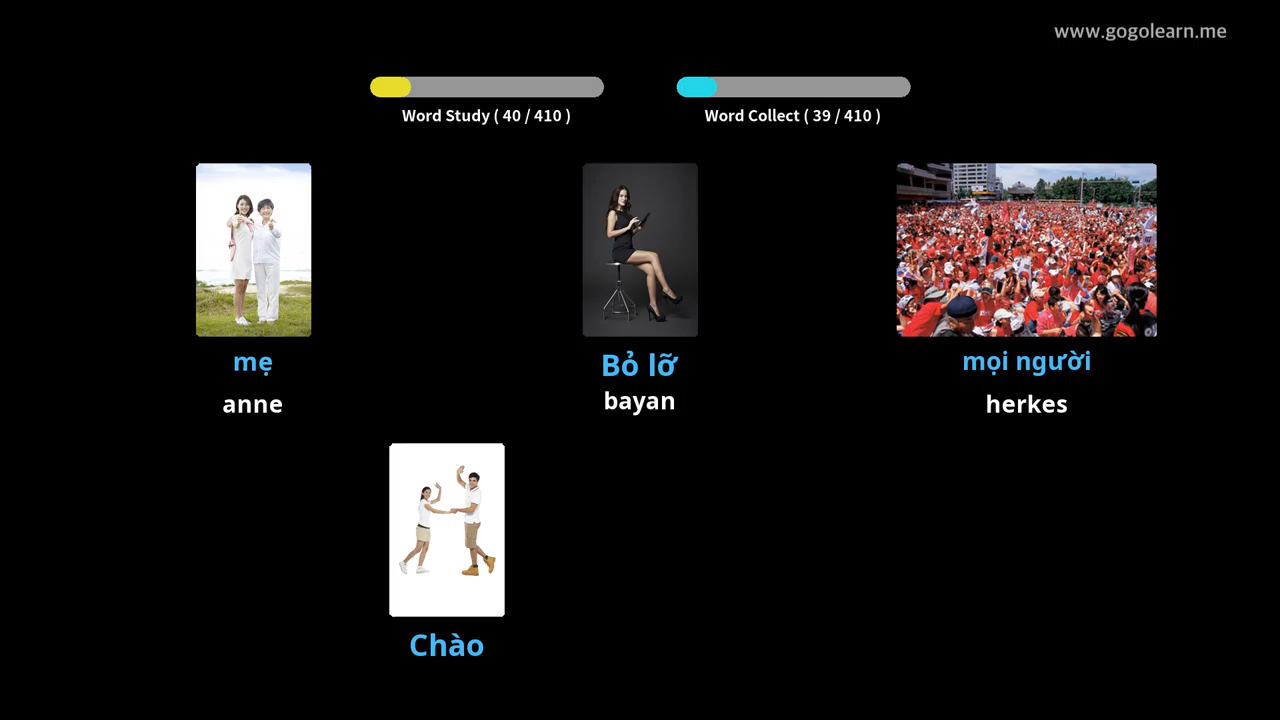 www.gogolearn.me
Word Study ( 40 / 410 )
Word Collect ( 39 / 410 )
mẹ
anne
Bỏ lỡ
bayan
mọi người
herkes
Chào